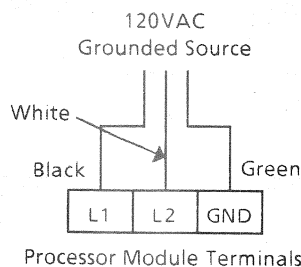 120VAC
Grounded Source
White
Black
Green
L1 L2 GND
Processor Module Terminals